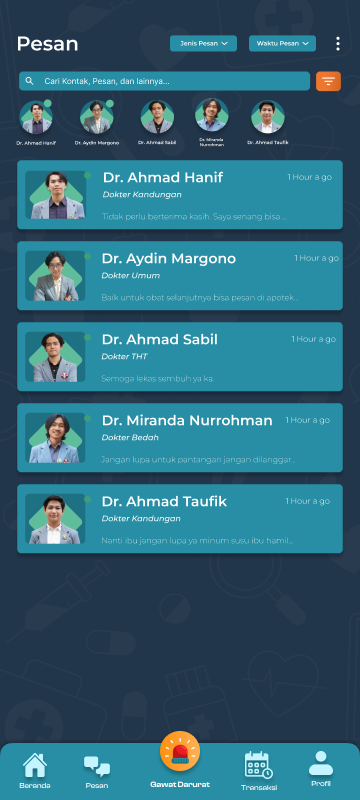 Pesan
Jenis Pesan
Waktu Pesan
Cari Kontak, Pesan, dan lainnya...
Dr. Ahmad Hanif
Dr. Aydin Margono
Dr. Ahmad Sabil
Dr. Miranda
Nurrohman
Dr. Ahmad Taufik
Dr. Ahmad Hanif
1 Hour a go
Dokter Kandungan
Tidak perlu berterima kasih. Saya senang bisa ...
Dr. Aydin Margono
1 Hour a go
Dokter Umum
Baik untuk obat selanjutnya bisa pesan di apotek...
Dr. Ahmad Sabil
1 Hour a go
Dokter THT
Semoga lekas sembuh ya ka.
Dr. Miranda Nurrohman
1 Hour a go
Dokter Bedah
Jangan lupa untuk pantangan jangan dilanggar...
Dr. Ahmad Taufik
1 Hour a go
Dokter Kandungan
Nanti ibu jangan lupa ya minum susu ibu hamil...
Beranda
Pesan
Gawat Darurat
Transaksi
Profil